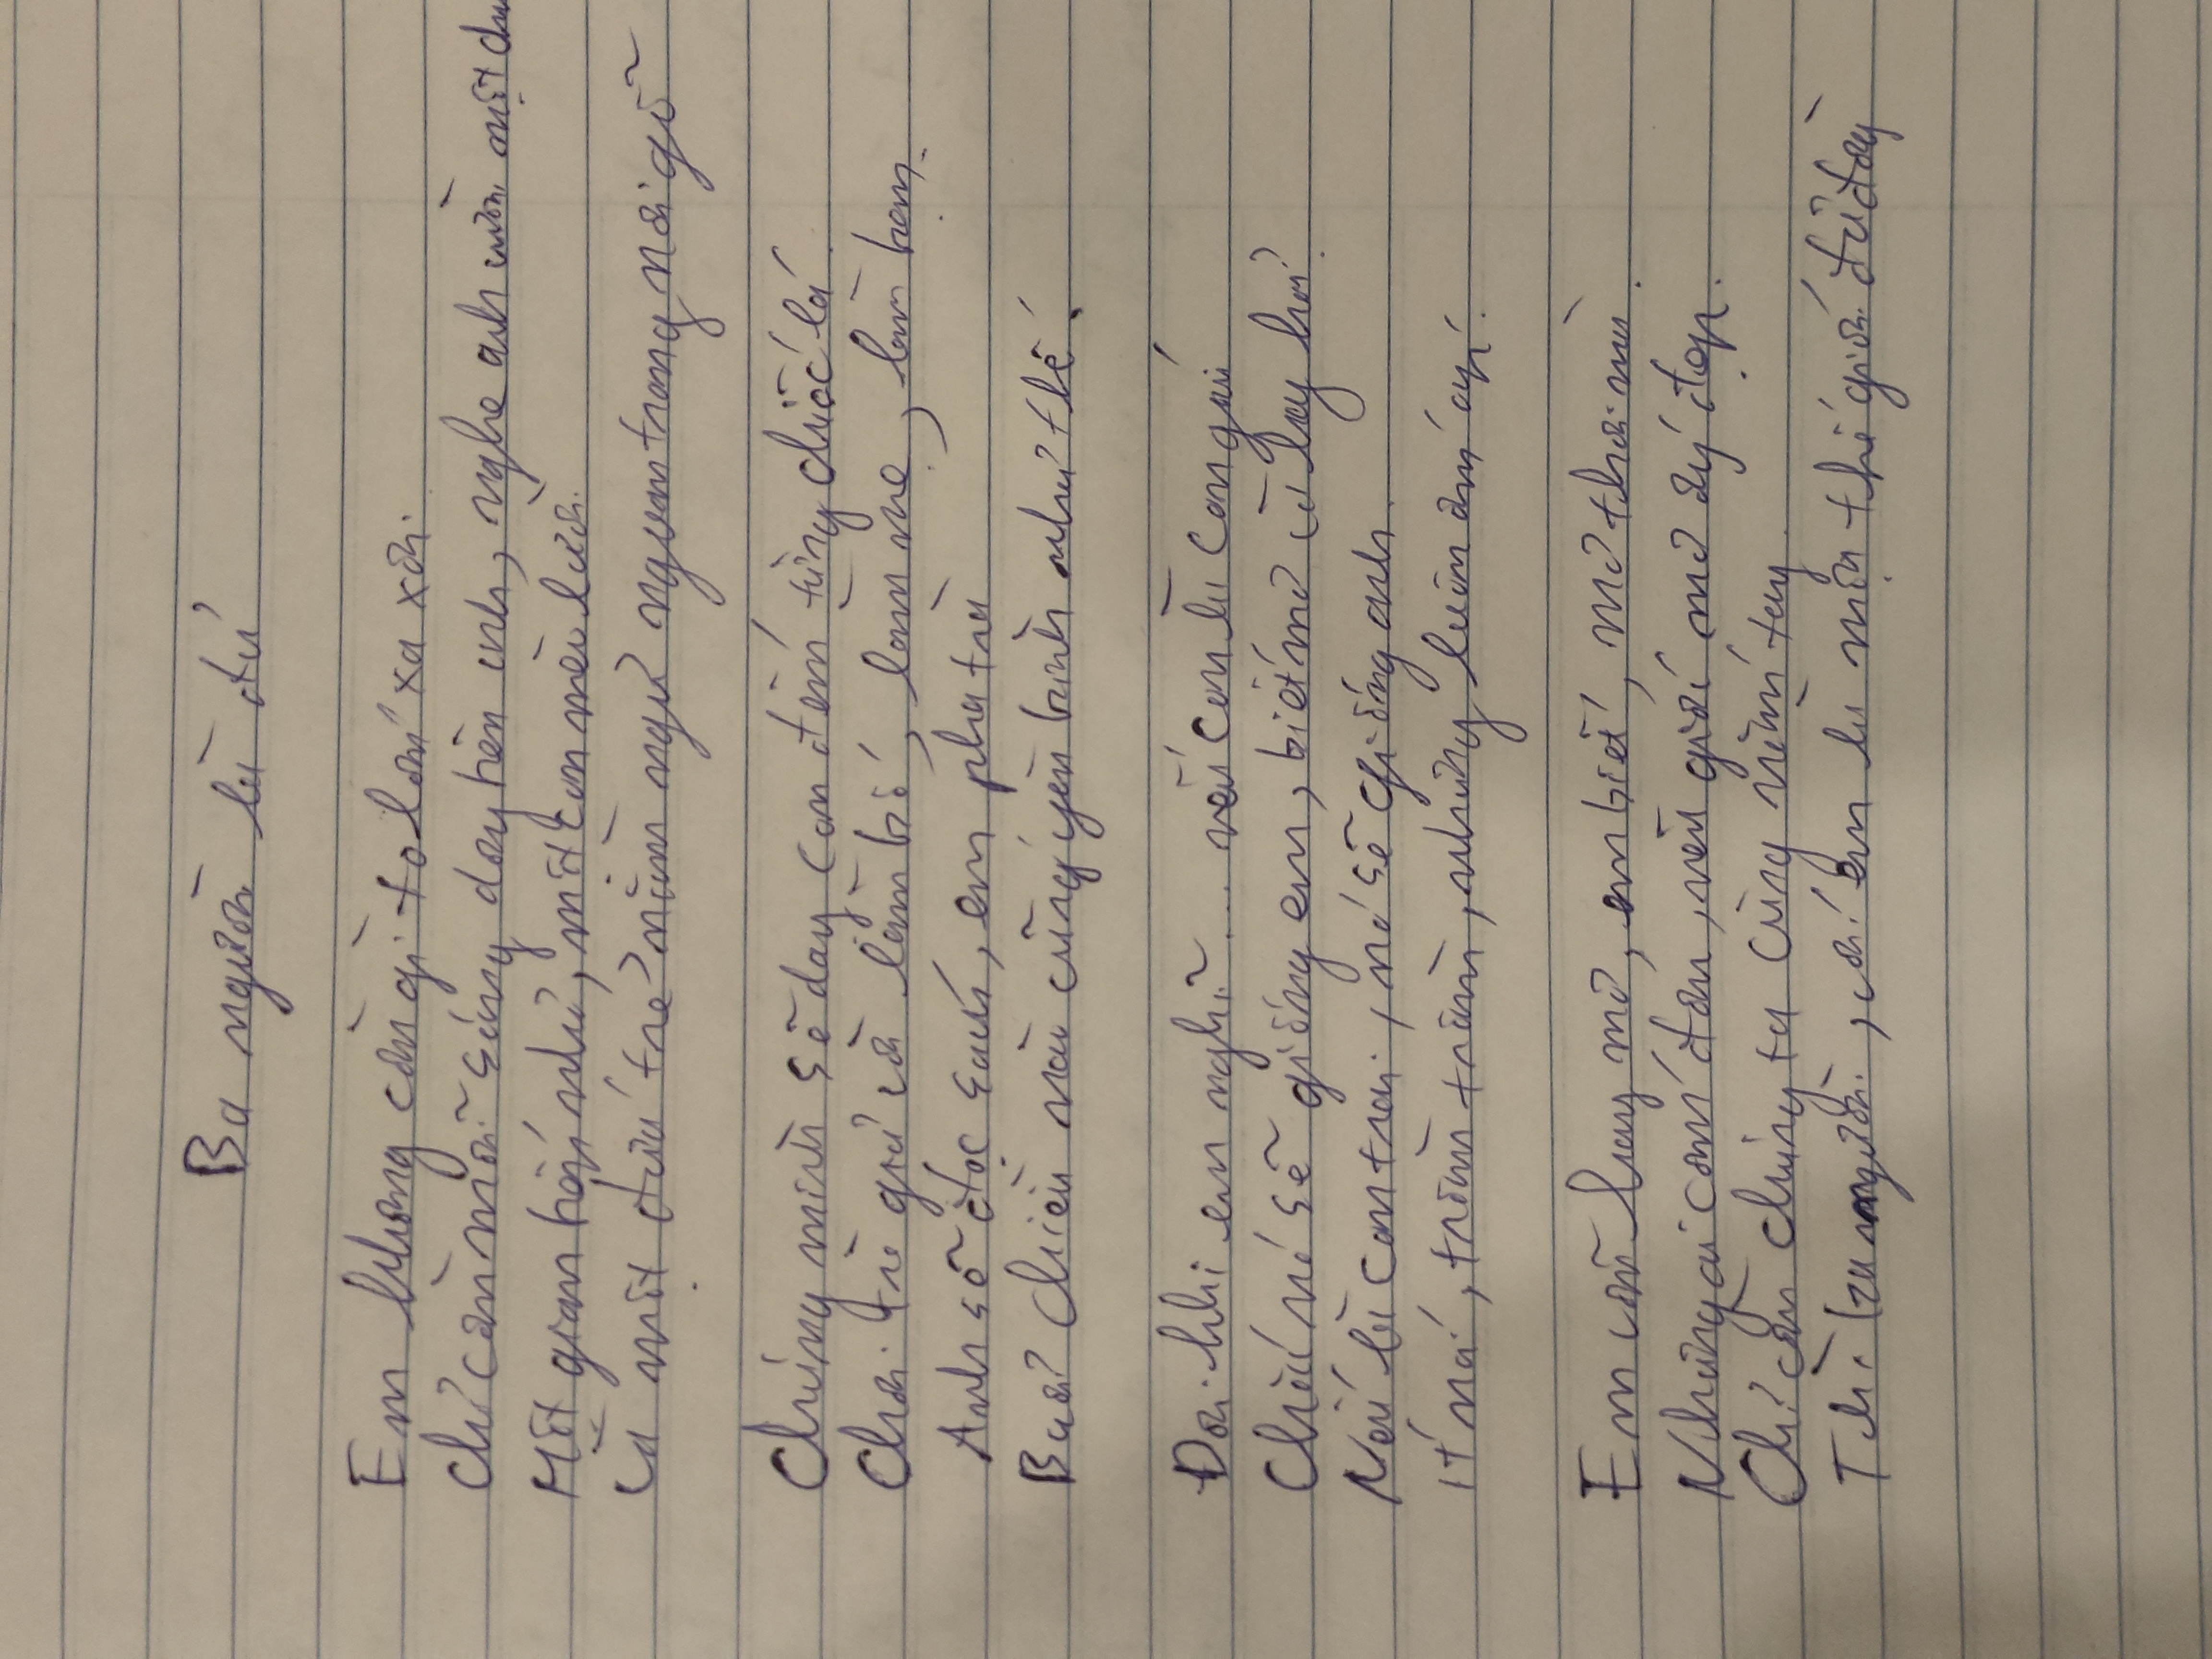 Ba người là đủ
Em không cần gì to lớn xa xôi.
Chỉ cần mỗi sáng dậy bên anh, nghe anh cười một
Một gian bếp nhỏ, một con mèo lười.
Và một đứa trẻ nằm ngủ ngoan trong nôi gỗ
Chúng mình sẽ dạy con đếm từng chiếc lá.
Chơi trò giả vờ làm bố, làm mẹ, làm bạn.
Anh sẽ đọc sách, em pha trà
Buổi chiều nào cũng yên bình như thế.
Đôi khi em nghĩ... nếu con là con gái
Chắc nó sẽ giống em, biết mơ và hay hỏi.
Nếu là con trai, nó sẽ giống anh.
Ít nói, trầm trầm, nhưng luôn ấm áp.
Em vẫn hay mơ, em biết, mơ thôi mà.
Nhưng ai cấm đâu, nếu giấc mơ ấy đẹp.
Chỉ cần chúng ta cùng nắm tay.
Thì ba người, với em là một thế giới đủ đầy